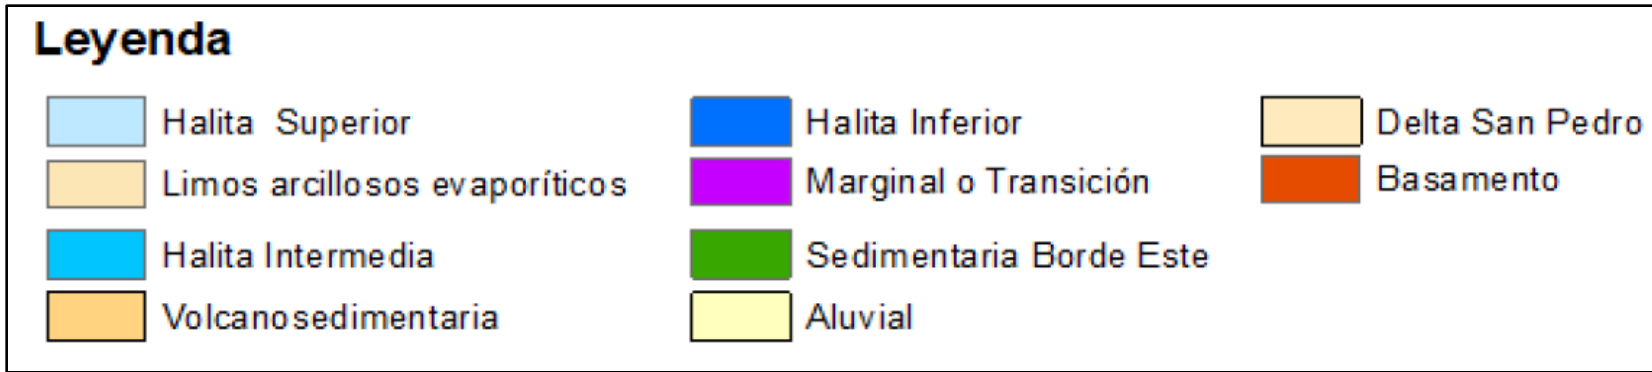 Leyenda
Halita Superior
Limos arcillosos evaporíticos
Halita Intermedia
Volcanosedimentaria
Halita Inferior
Marginal o Transición
Sedimentaria Borde Este
Aluvial
Delta San Pedro
Basamento